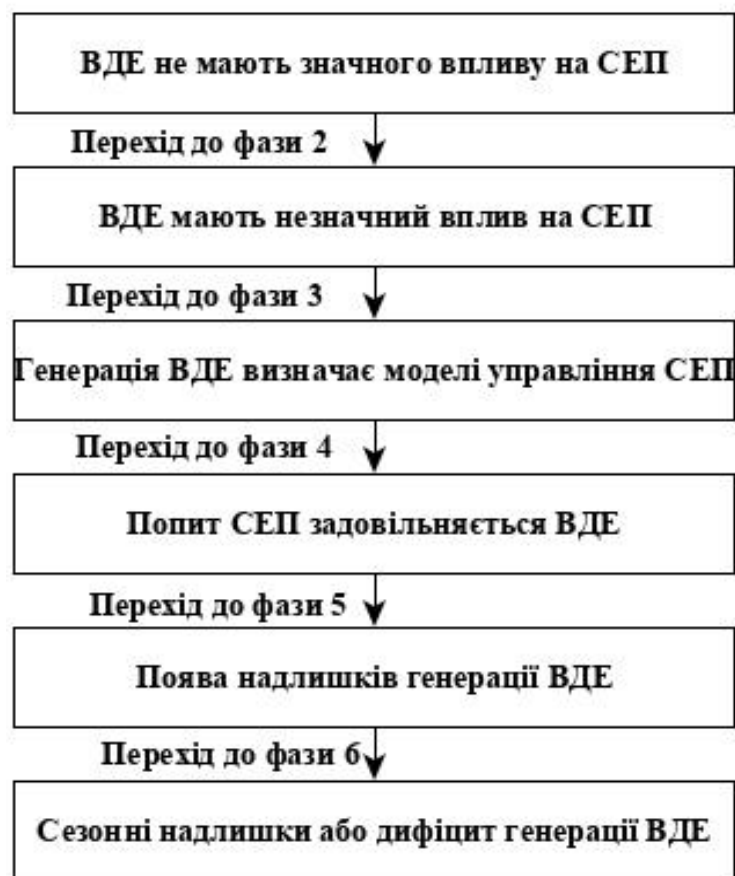 ВДЕ не мають значного впливу на СЕП
Перехід до фази 2
ВДЕ мають незначний вплив на СЕП
Перехід до фази 3
Генерація ВДЕ визначає моделі управління СЕП
Перехід до фази 4
Попит СЕП задовільняється ВДЕ
Перехід до фази 5
Поява надлишків генерації ВДЕ
Перехід до фази 6
Сезонні надлишки або дифіцит генерації ВДЕ